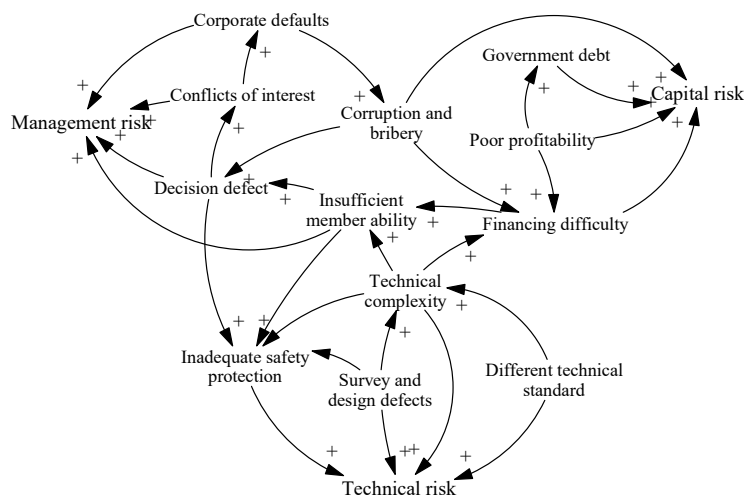 Corporate defaults
Government debt
Conflicts of interest
Capital risk
Management risk
Corruption and
bribery
Poor profitability
Decision defect
Insufficient
member ability
Financing difficulty
Technical
complexity
Inadequate safety
protection
Survey and
design defects
Different technical
standard
Technical risk